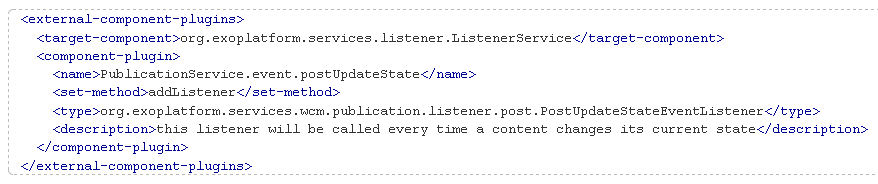 <external-component-plugins>
<target-component>org.exoplatform.services.listener.ListenerService</target-component>
<component-plugin>
<name>PublicationService.event.postUpdateState</name>
<set-method>addListener</set-method>
<type>org.exoplatform.services.wcm.publication.listener.post.PostUpdateStateEventListener</type>
<description>this listener will be called every time a content changes its current state</description>
</component-plugin>
</external-component-plugins>